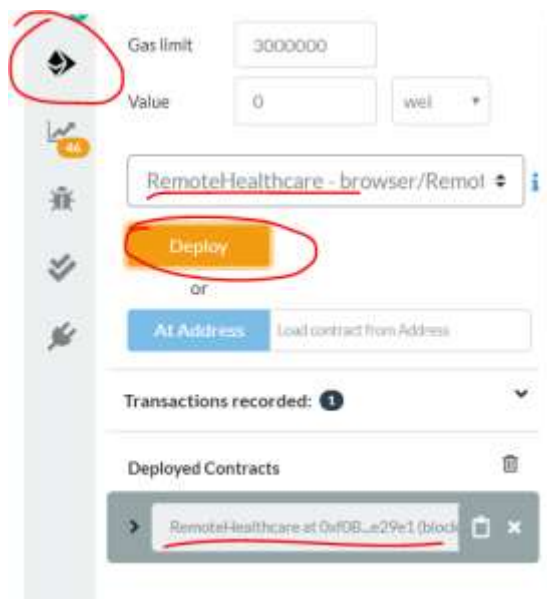 Gas limit 3000000
Value 0 wei
46
RemoteHealthcare - browser/Remot
i
Deploy
or
At Address Load contract from Address
Transactions recorded: 1
Deployed Contracts
RemoteHealthcare at 0xf08...e29e1 (block